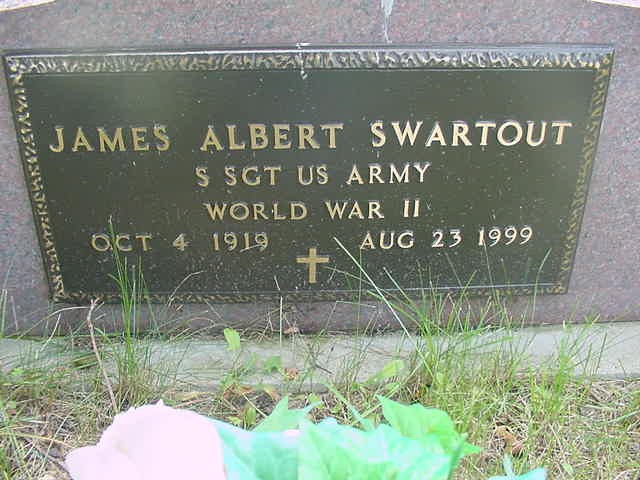 JAMES ALBERT SWARTOUT
S SGT US ARMY
WORLD WAR II
OCT 4 1919 AUG 23 1999